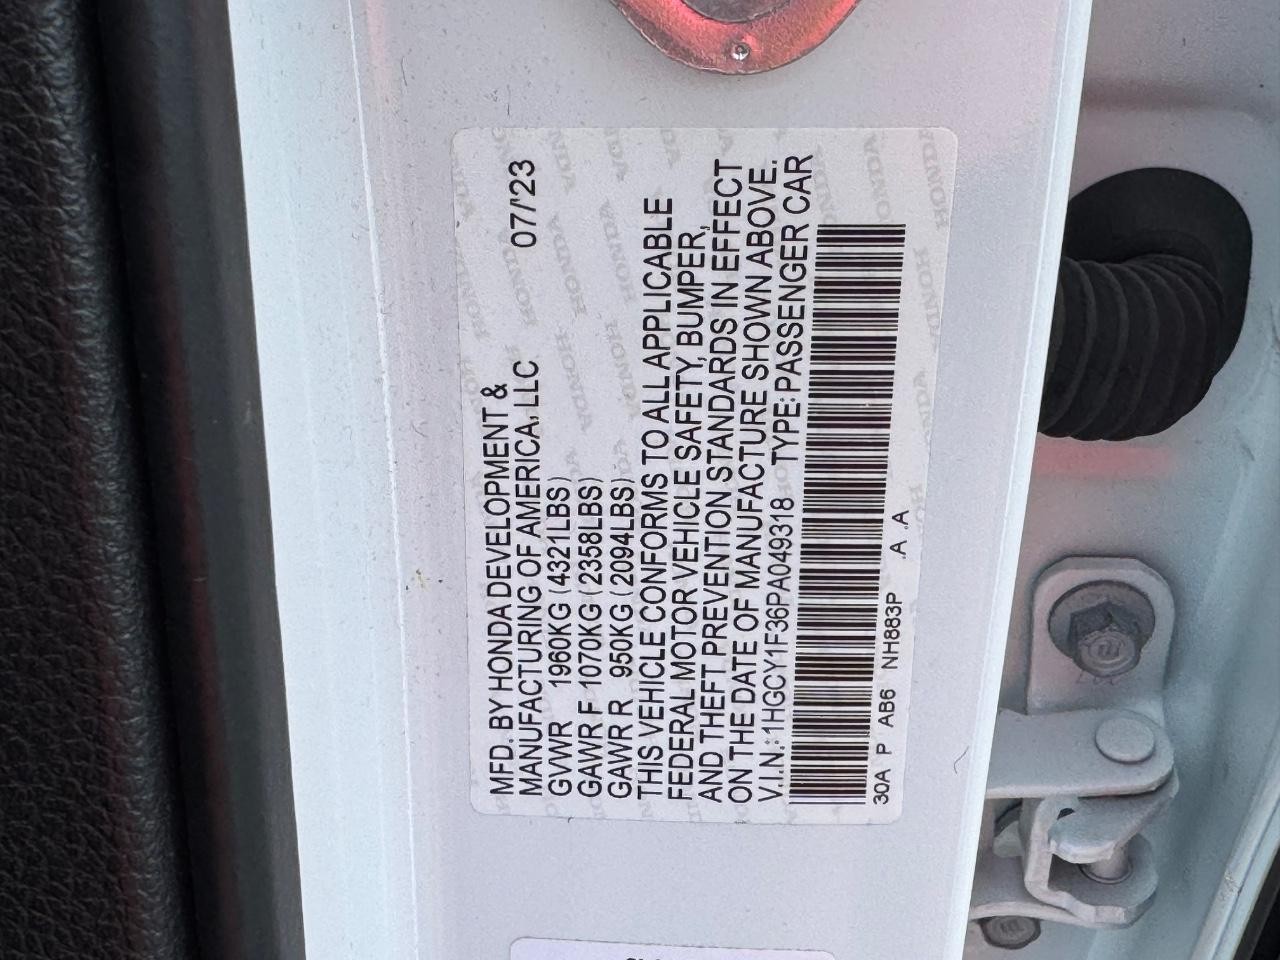 MFD. BY HONDA DEVELOPMENT &
MANUFACTURING OF AMERICA, LLC 07/'23
GVWR 1960KG (4321LBS)
GAWR F 1070KG (2358LBS)
GAWR R 950KG (2094LBS)
THIS VEHICLE CONFORMS TO ALL APPLICABLE
FEDERAL MOTOR VEHICLE SAFETY, BUMPER,
AND THEFT PREVENTION STANDARDS IN EFFECT
ON THE DATE OF MANUFACTURE SHOWN ABOVE.
V.I.N.: 1HGCY1F36PA049318 TYPE: PASSENGER CAR
30A P AB6 NH883P .A .A